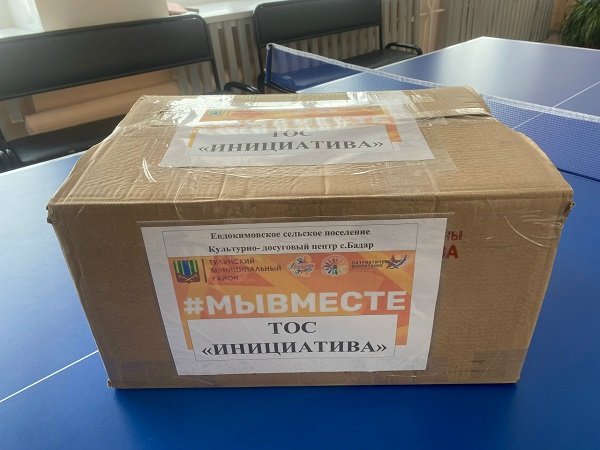 ТОС
«ИНИЦИАТИВА»
Евдокимовское сельское поселение
Культурно- досуговый центр с.Бадар
ТУЛУНСКИЙ
МУНИЦИПАЛЬНЫЙ
РАЙОН
#МЫВМЕСТЕ
ТОС
«ИНИЦИАТИВА»